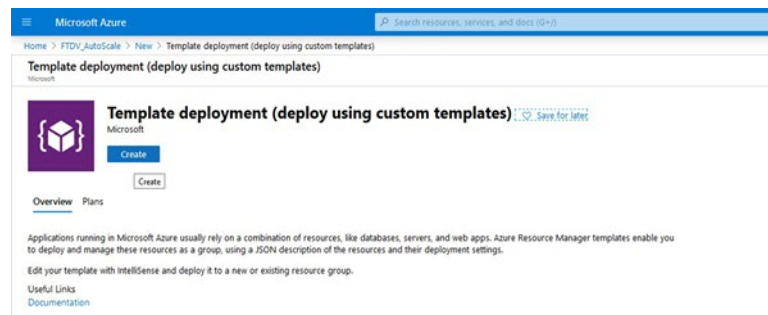 Microsoft Azure
Search resources, services, and docs (G+/)
Home > FTDV_AutoScale > New > Template deployment (deploy using custom templates)
Template deployment (deploy using custom templates)
Microsoft
Template deployment (deploy using custom templates)
Save for later
Microsoft
Create
Create
Overview Plans
Applications running in Microsoft Azure usually rely on a combination of resources, like databases, servers, and web apps. Azure Resource Manager templates enable you
to deploy and manage these resources as a group, using a JSON description of the resources and their deployment settings.
Edit your template with IntelliSense and deploy it to a new or existing resource group.
Useful Links
Documentation